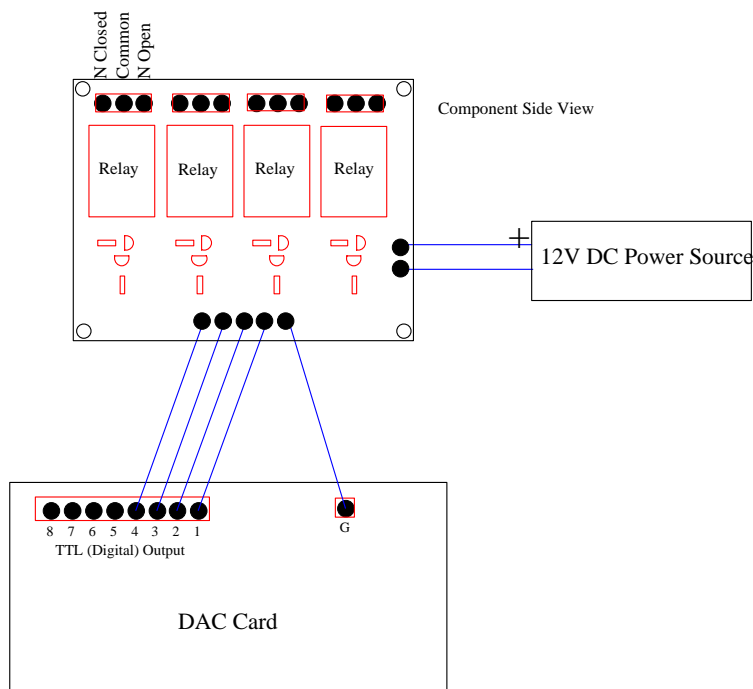 N Closed
Common
N Open
Component Side View
Relay
Relay
Relay
Relay
+
12V DC Power Source
8 7 6 5 4 3 2 1
G
TTL (Digital) Output
DAC Card